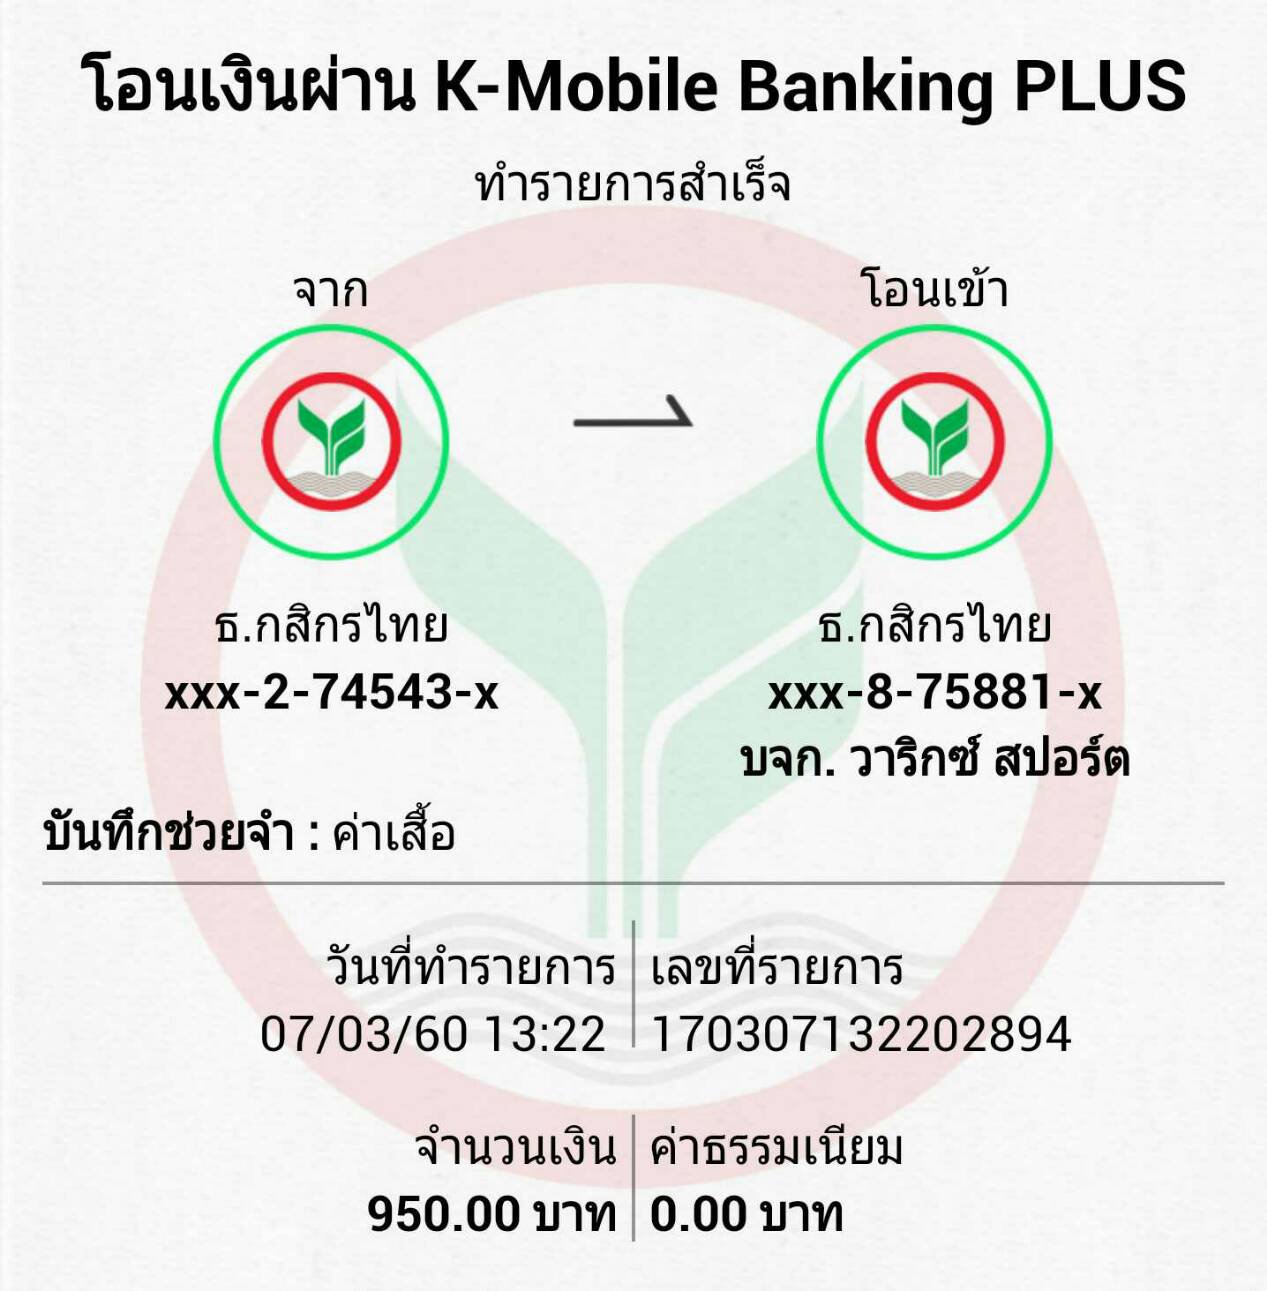 โอนเงินผ่าน K-Mobile Banking PLUS
ทำรายการสำเร็จ
จาก
โอนเข้า
ธ.กสิกรไทย
xxx-2-74543-x
ธ.กสิกรไทย
xxx-8-75881-x
บจก. วาริกซ์ สปอร์ต
บันทึกช่วยจำ : ค่าเสื้อ
วันที่ทำรายการ
07/03/60 13:22
เลขที่รายการ
170307132202894
จำนวนเงิน
950.00 บาท
ค่าธรรมเนียม
0.00 บาท